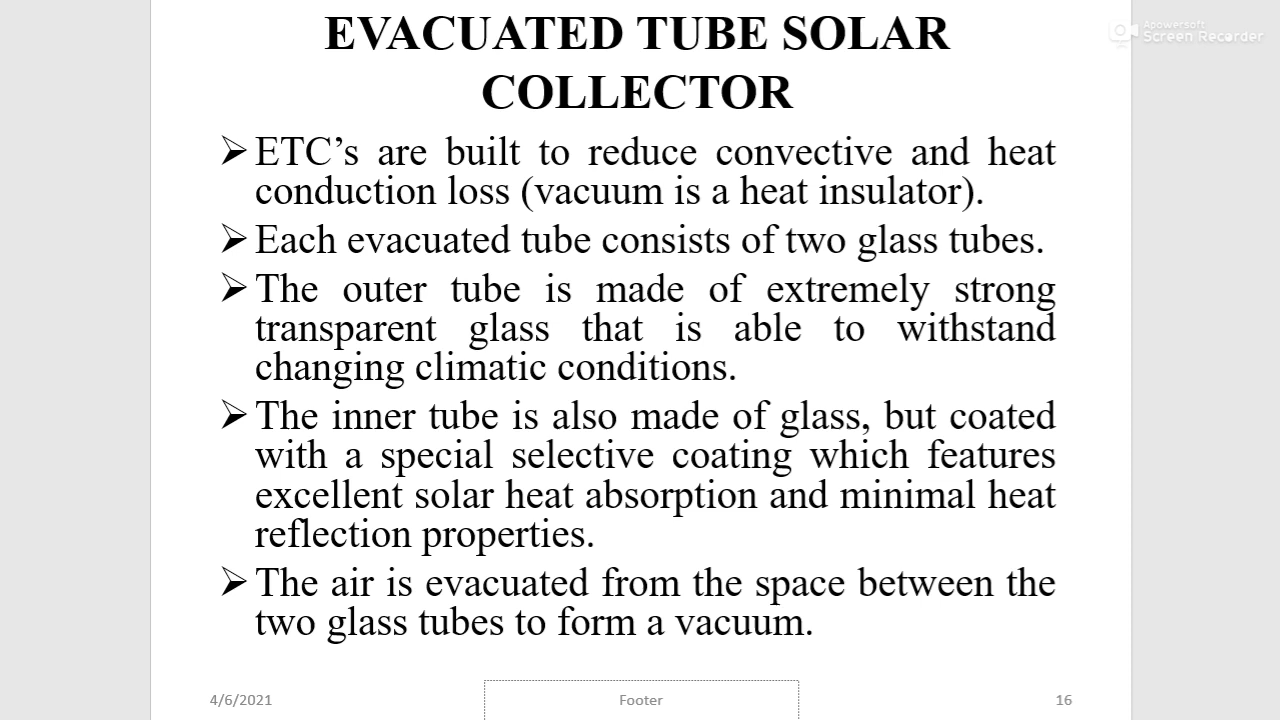 EVACUATED TUBE SOLAR
COLLECTOR
Apowersoft
Screen Recorder
➢ ETC’s are built to reduce convective and heat
conduction loss (vacuum is a heat insulator).
➢ Each evacuated tube consists of two glass tubes.
➢ The outer tube is made of extremely strong
transparent glass that is able to withstand
changing climatic conditions.
➢ The inner tube is also made of glass, but coated
with a special selective coating which features
excellent solar heat absorption and minimal heat
reflection properties.
➢ The air is evacuated from the space between the
two glass tubes to form a vacuum.
4/6/2021 Footer 16